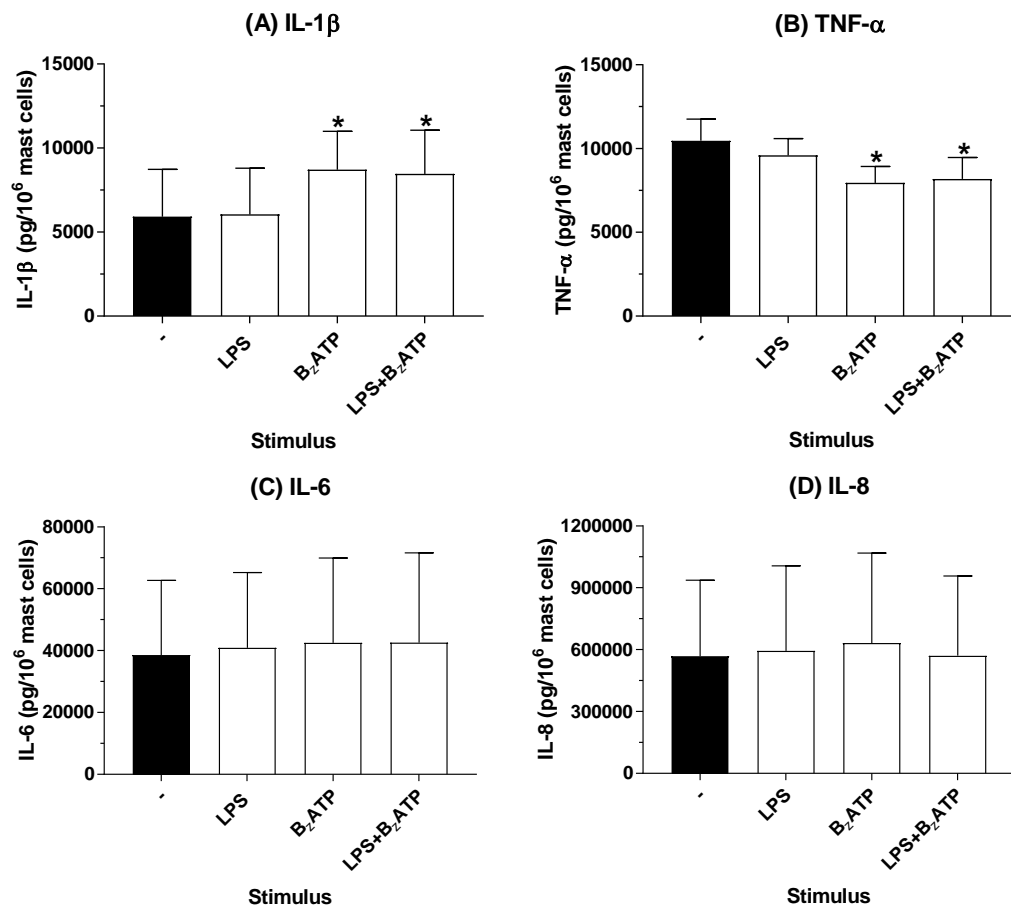 (A) IL-1β
IL-1β (pg/10⁶ mast cells)
15000
10000
5000
0
*
*
-
LPS
BzATP
LPS+BzATP
Stimulus
(B) TNF-α
TNF-α (pg/10⁶ mast cells)
15000
10000
5000
0
*
*
-
LPS
BzATP
LPS+BzATP
Stimulus
(C) IL-6
IL-6 (pg/10⁶ mast cells)
80000
60000
40000
20000
0
-
LPS
BzATP
LPS+BzATP
Stimulus
(D) IL-8
IL-8 (pg/10⁶ mast cells)
1200000
900000
600000
300000
0
-
LPS
BzATP
LPS+BzATP
Stimulus